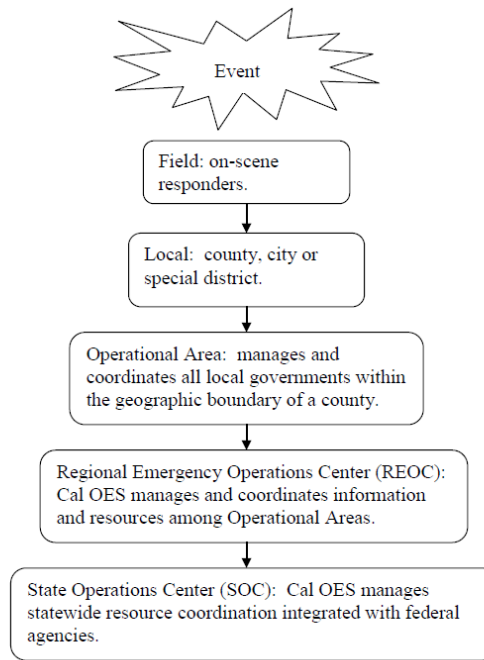 Event
Field: on-scene
responders.
Local: county, city or
special district.
Operational Area: manages and
coordinates all local governments within
the geographic boundary of a county.
Regional Emergency Operations Center (REOC):
Cal OES manages and coordinates information
and resources among Operational Areas.
State Operations Center (SOC): Cal OES manages
statewide resource coordination integrated with federal
agencies.